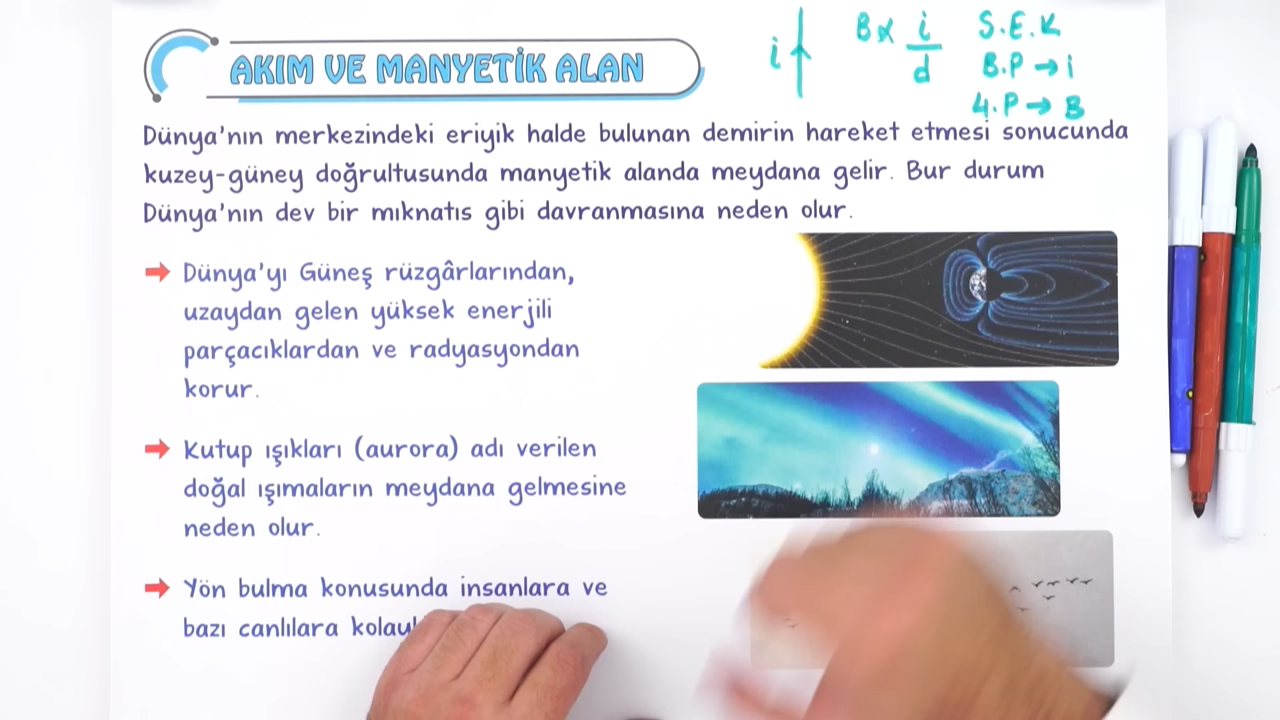 AKIM VE MANYETİK ALAN
i
B α i
d
S.E.K
B.P → i
4.P → B
Dünya'nın merkezindeki eriyik halde bulunan demirin hareket etmesi sonucunda
kuzey-güney doğrultusunda manyetik alanda meydana gelir. Bur durum
Dünya'nın dev bir mıknatıs gibi davranmasına neden olur.
Dünya'yı Güneş rüzgârlarından,
uzaydan gelen yüksek enerjili
parçacıklardan ve radyasyondan
korur.
Kutup ışıkları (aurora) adı verilen
doğal ışımaların meydana gelmesine
neden olur.
Yön bulma konusunda insanlara ve
bazı canlılara